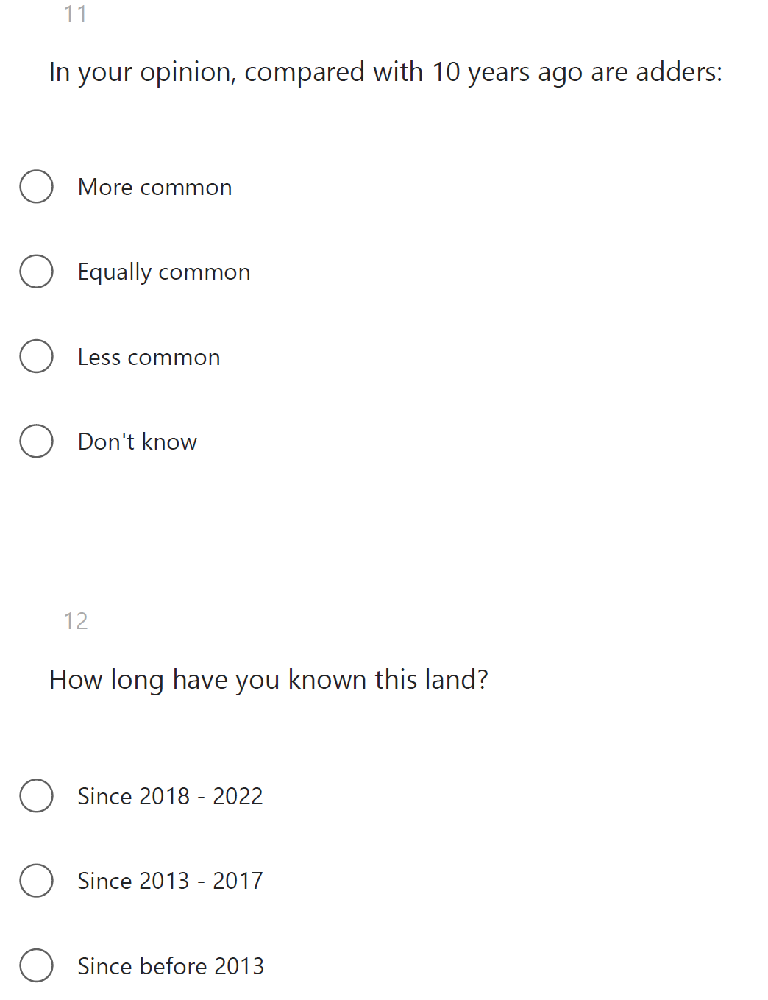 11
In your opinion, compared with 10 years ago are adders:
More common
Equally common
Less common
Don't know
12
How long have you known this land?
Since 2018 - 2022
Since 2013 - 2017
Since before 2013